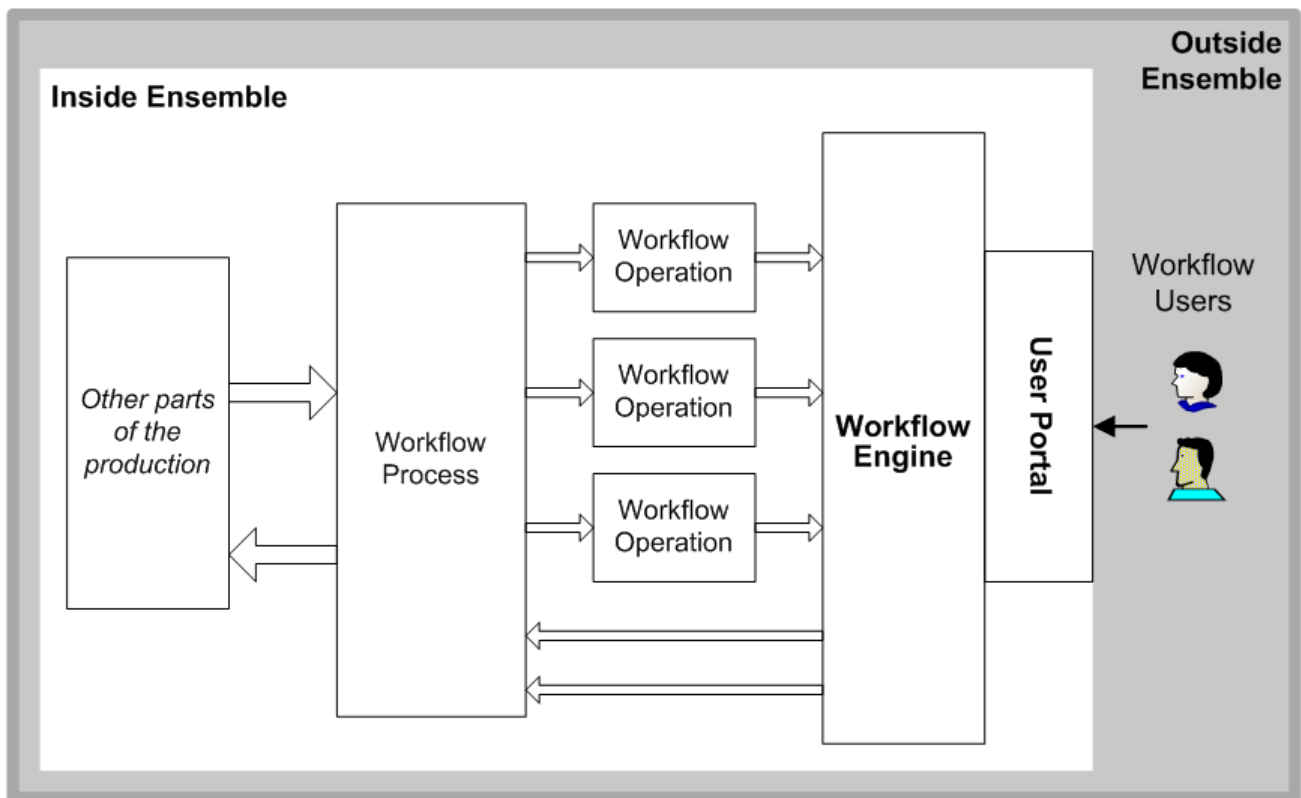 Outside
Ensemble
Inside Ensemble
Other parts
of the
production
Workflow
Process
Workflow
Operation
Workflow
Operation
Workflow
Operation
Workflow
Engine
User Portal
Workflow
Users